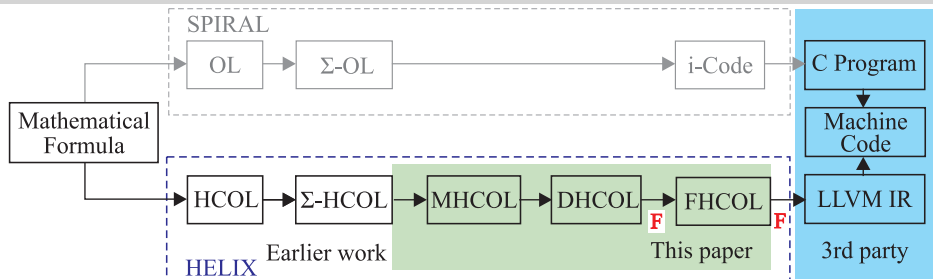 SPIRAL
OL
Σ-OL
i-Code
C Program
Mathematical
Formula
Machine
Code
HCOL
Σ-HCOL
MHCOL
DHCOL
FHCOL
LLVM IR
F
F
Earlier work
This paper
3rd party
HELIX